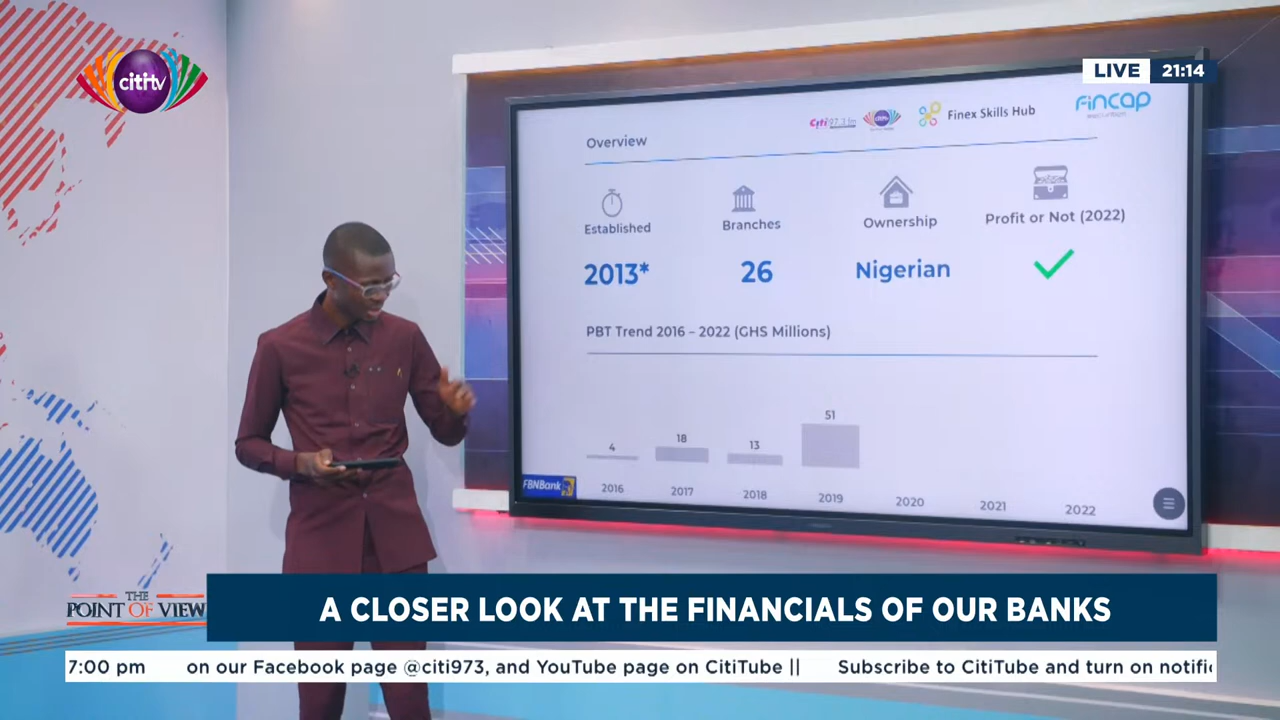 citi tv
LIVE 21:14
Citi 97.3 fm
Finex Skills Hub
fincap
Overview
Established
Branches
Ownership
Profit or Not (2022)
2013*
26
Nigerian
PBT Trend 2016 – 2022 (GHS Millions)
4
18
13
51
FBNBank
2016
2017
2018
2019
2020
2021
2022
THE
POINT OF VIEW
A CLOSER LOOK AT THE FINANCIALS OF OUR BANKS
7:00 pm on our Facebook page @citi973, and YouTube page on CitiTube || Subscribe to CitiTube and turn on notific